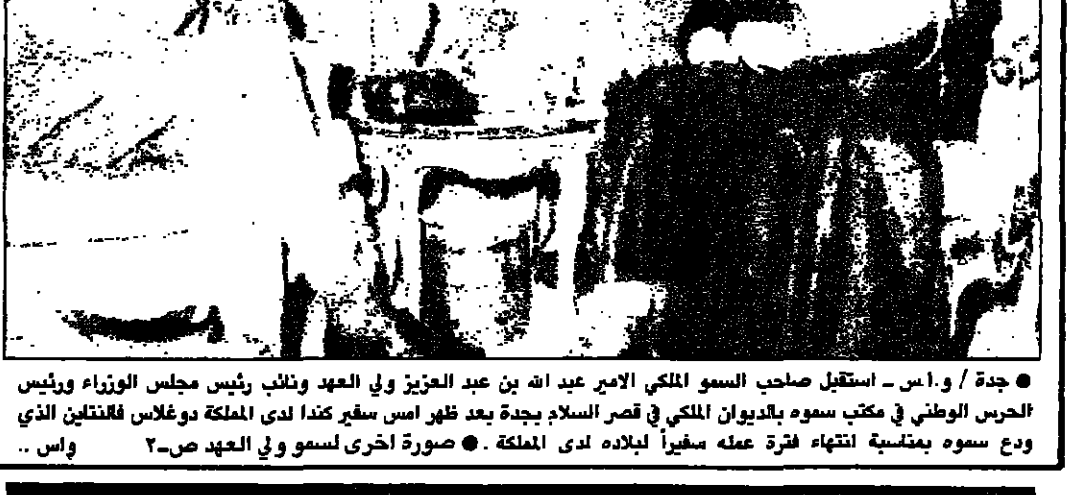 ● جدة / و.ا.س ـ استقبل صاحب السمو الملكي الامير عبد الله بن عبد العزيز ولي العهد ونائب رئيس مجلس الوزراء ورئيس
الحرس الوطني في مكتب سموه بالديوان الملكي في قصر السلام بجدة بعد ظهر امس سفير كندا لدى المملكة دوغلاس فالنتاين الذي
ودع سموه بمناسبة انتهاء فترة عمله سفيراً لبلاده لدى المملكة . ● صورة اخرى لسمو ولي العهد ص ـ ٢ واس ..